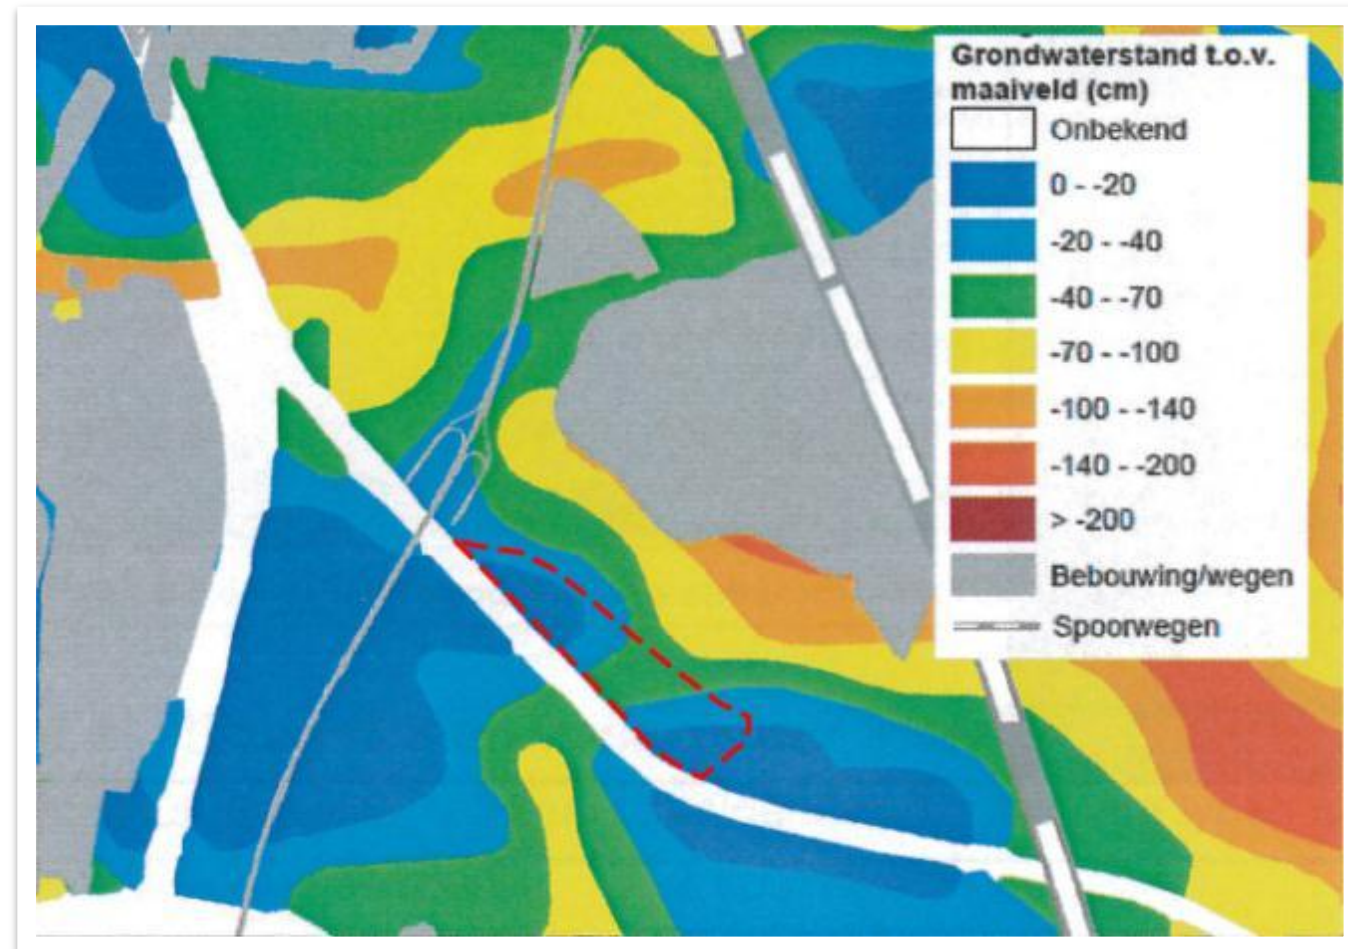 Grondwaterstand t.o.v.
maaiveld (cm)
Onbekend
0 - -20
-20 - -40
-40 - -70
-70 - -100
-100 - -140
-140 - -200
> -200
Bebouwing/wegen
Spoorwegen